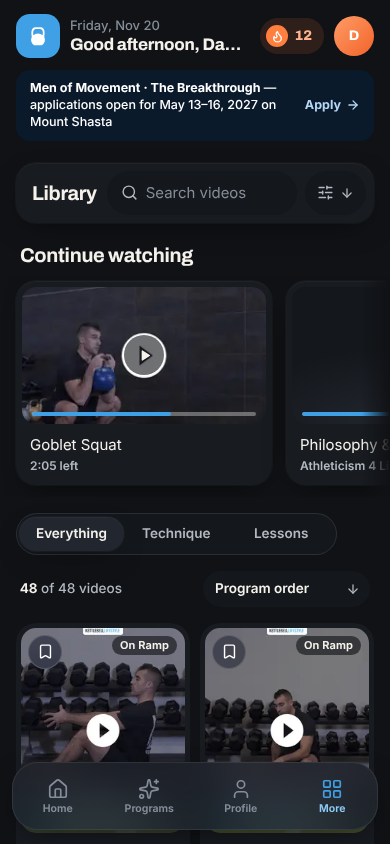 Friday, Nov 20
Good afternoon, Da...
12
D
Men of Movement · The Breakthrough —
applications open for May 13–16, 2027 on
Mount Shasta
Apply
Library
Search videos
Continue watching
Goblet Squat
2:05 left
Philosophy &
Athleticism 4 L
Everything
Technique
Lessons
48 of 48 videos
Program order
On Ramp
On Ramp
Home
Programs
Profile
More